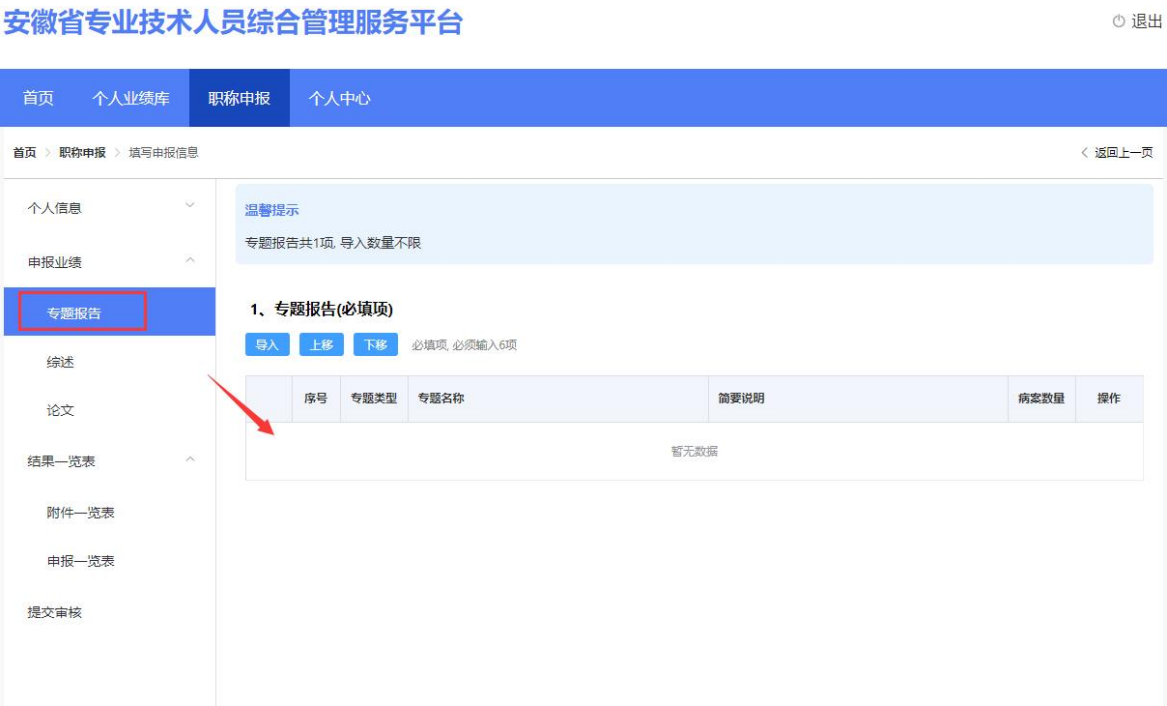 安徽省专业技术人员综合管理服务平台
退出
首页 个人业绩库 职称申报 个人中心
首页 > 职称申报 > 填写申报信息
< 返回上一页
个人信息
申报业绩
专题报告
综述
论文
结果一览表
附件一览表
申报一览表
提交审核
温馨提示
专题报告共1项, 导入数量不限
1、专题报告(必填项)
导入 上移 下移 必填项, 必须输入6项
序号 专题类型 专题名称 简要说明 病案数量 操作
暂无数据